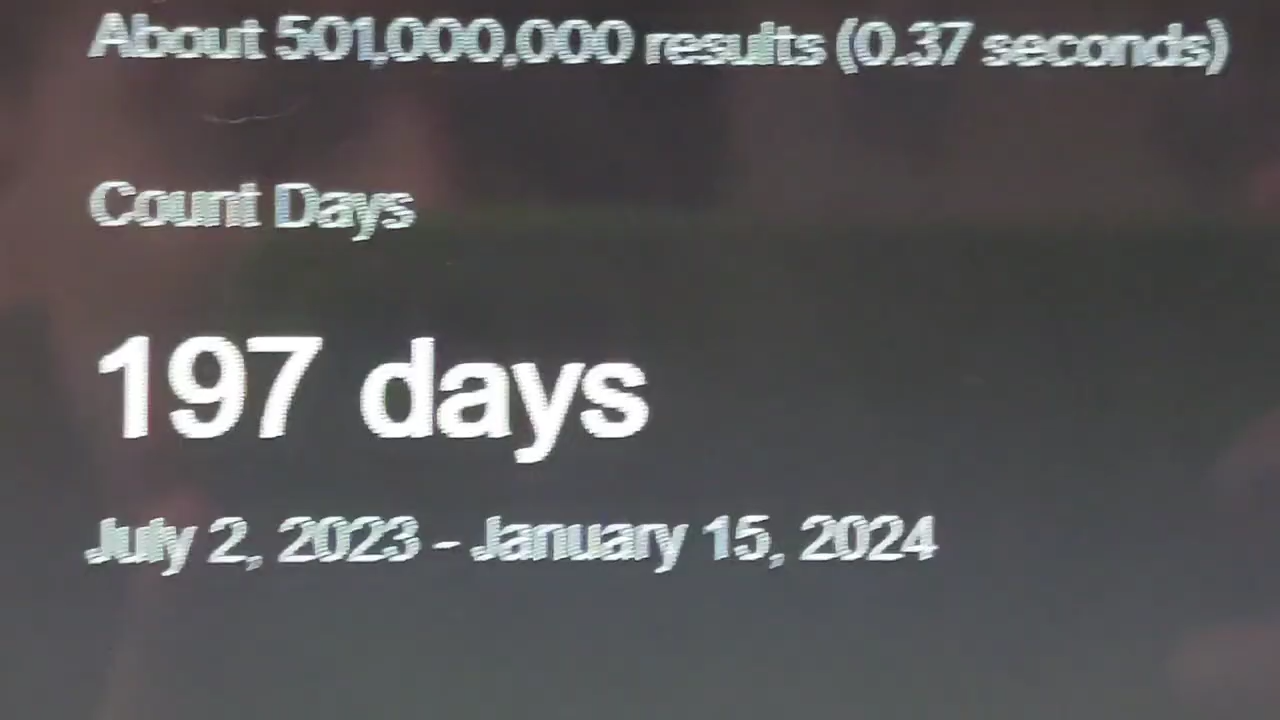 About 501,000,000 results (0.37 seconds)
Count Days
197 days
July 2, 2023 - January 15, 2024